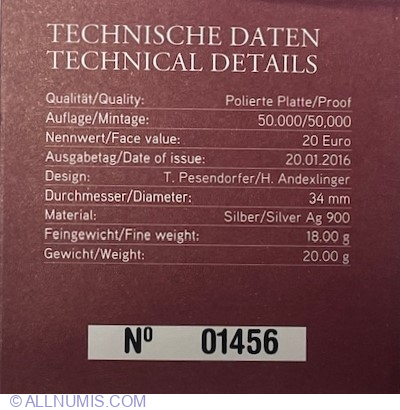 TECHNISCHE DATEN
TECHNICAL DETAILS
Qualität/Quality: Polierte Platte/Proof
Auflage/Mintage: 50.000/50,000
Nennwert/Face value: 20 Euro
Ausgabetag/Date of issue: 20.01.2016
Design: T. Pesendorfer/H. Andexlinger
Durchmesser/Diameter: 34 mm
Material: Silber/Silver Ag 900
Feingewicht/Fine weight: 18.00 g
Gewicht/Weight: 20.00 g
Nº 01456
© ALLNUMIS.COM